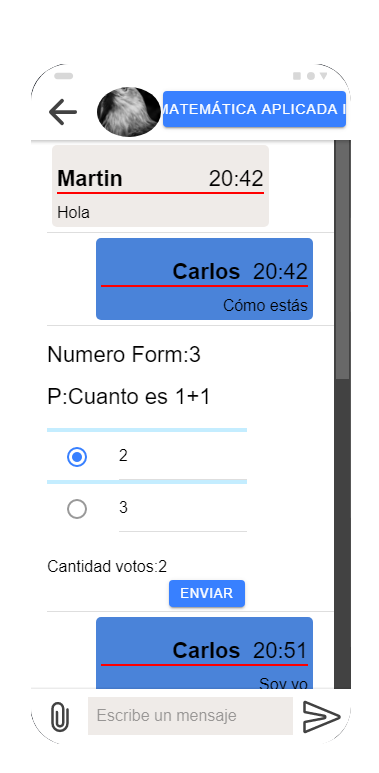 MATEMÁTICA APLICADA I
Martin 20:42
Hola
Carlos 20:42
Cómo estás
Numero Form:3
P:Cuanto es 1+1
2
3
Cantidad votos:2
ENVIAR
Carlos 20:51
Soy yo
Escribe un mensaje